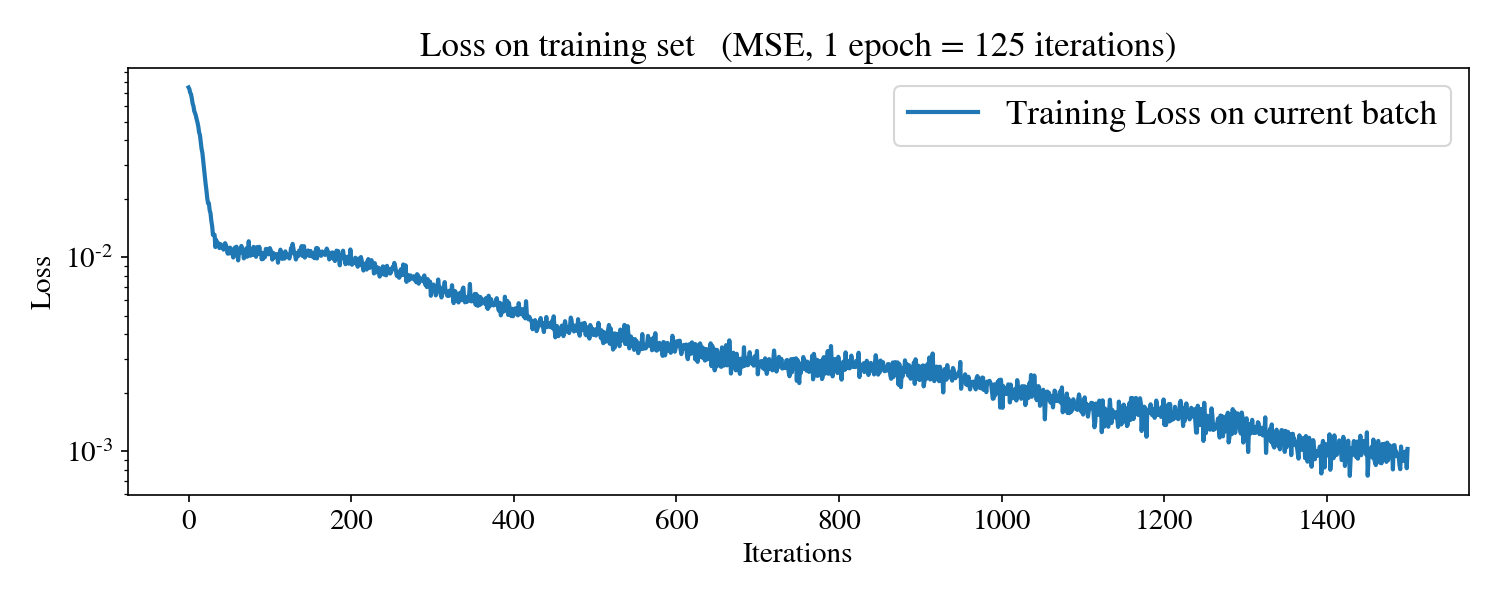 Loss on training set (MSE, 1 epoch = 125 iterations)
Training Loss on current batch
Loss
10-2
10-3
0 200 400 600 800 1000 1200 1400
Iterations